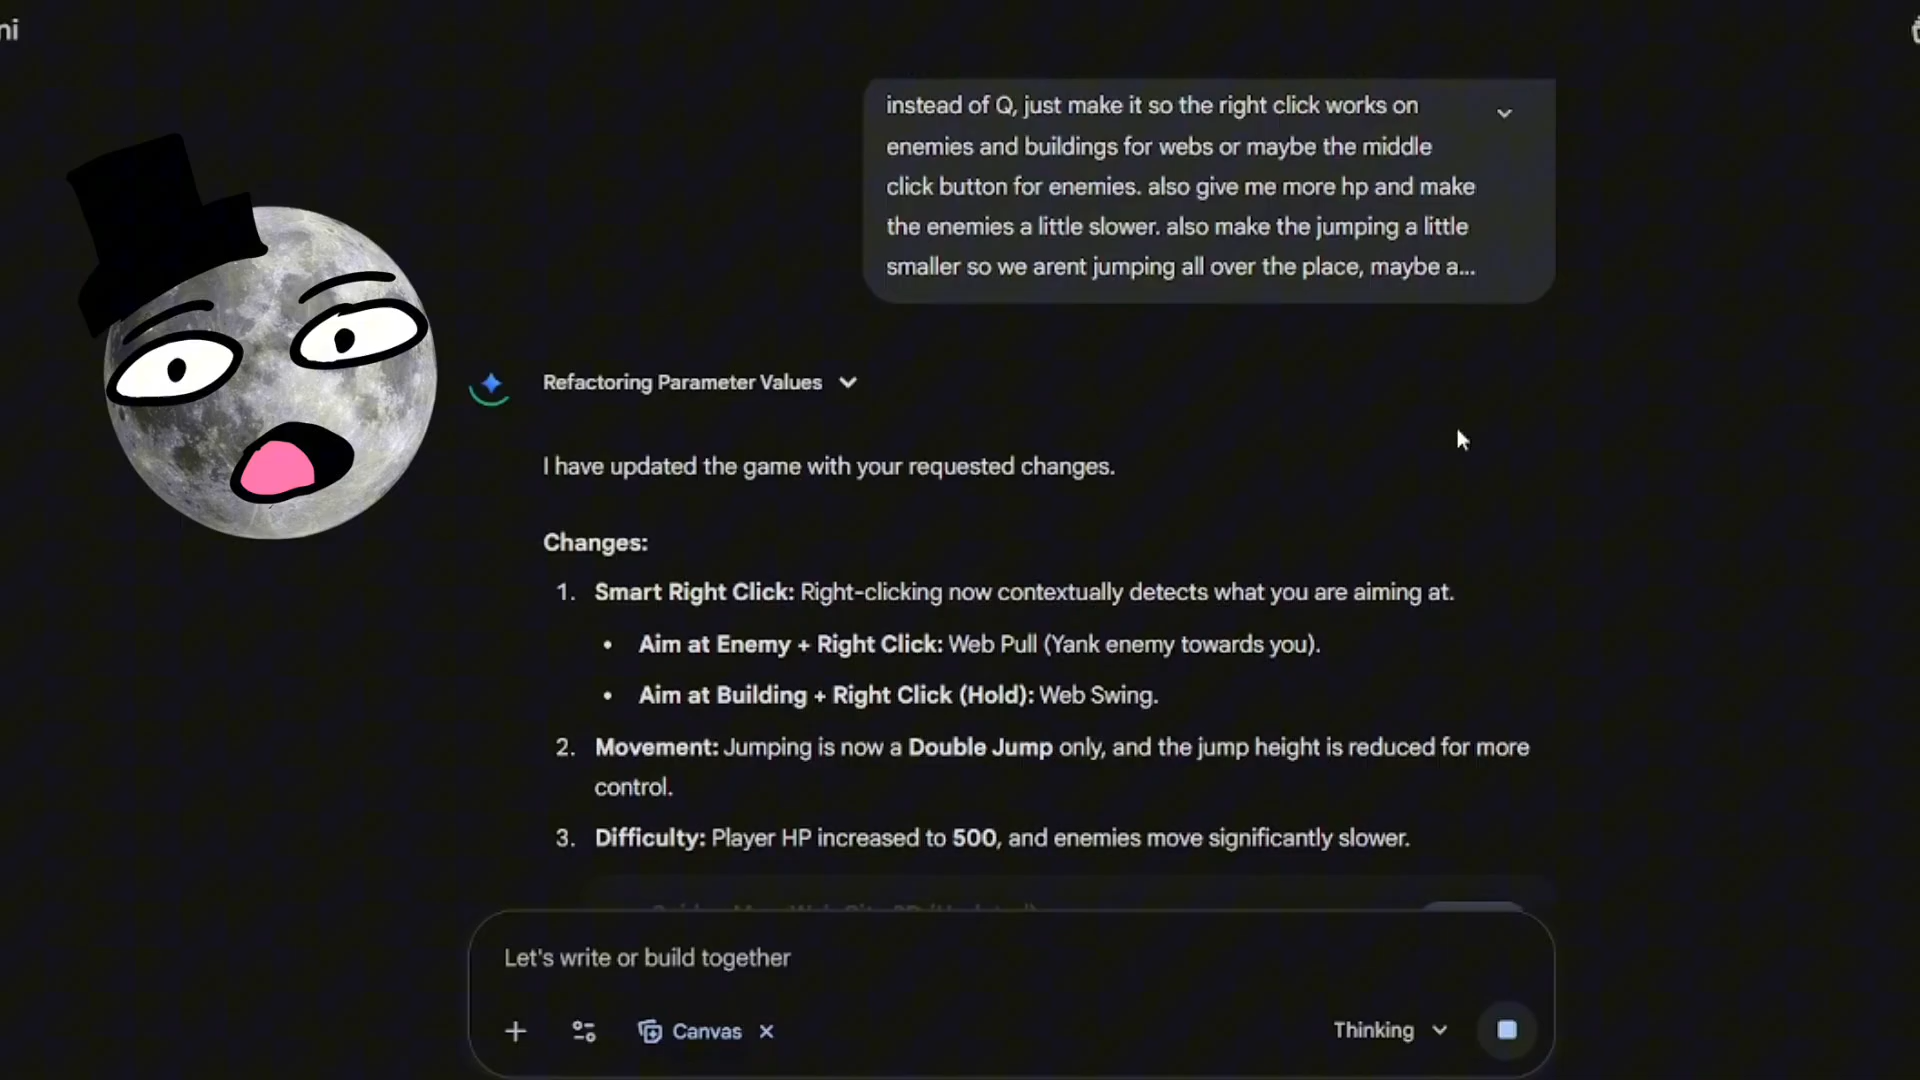 ni
instead of Q, just make it so the right click works on
enemies and buildings for webs or maybe the middle
click button for enemies. also give me more hp and make
the enemies a little slower. also make the jumping a little
smaller so we arent jumping all over the place, maybe a...
Refactoring Parameter Values
I have updated the game with your requested changes.
Changes:
1. Smart Right Click: Right-clicking now contextually detects what you are aiming at.
• Aim at Enemy + Right Click: Web Pull (Yank enemy towards you).
• Aim at Building + Right Click (Hold): Web Swing.
2. Movement: Jumping is now a Double Jump only, and the jump height is reduced for more
control.
3. Difficulty: Player HP increased to 500, and enemies move significantly slower.
Let's write or build together
Canvas
Thinking